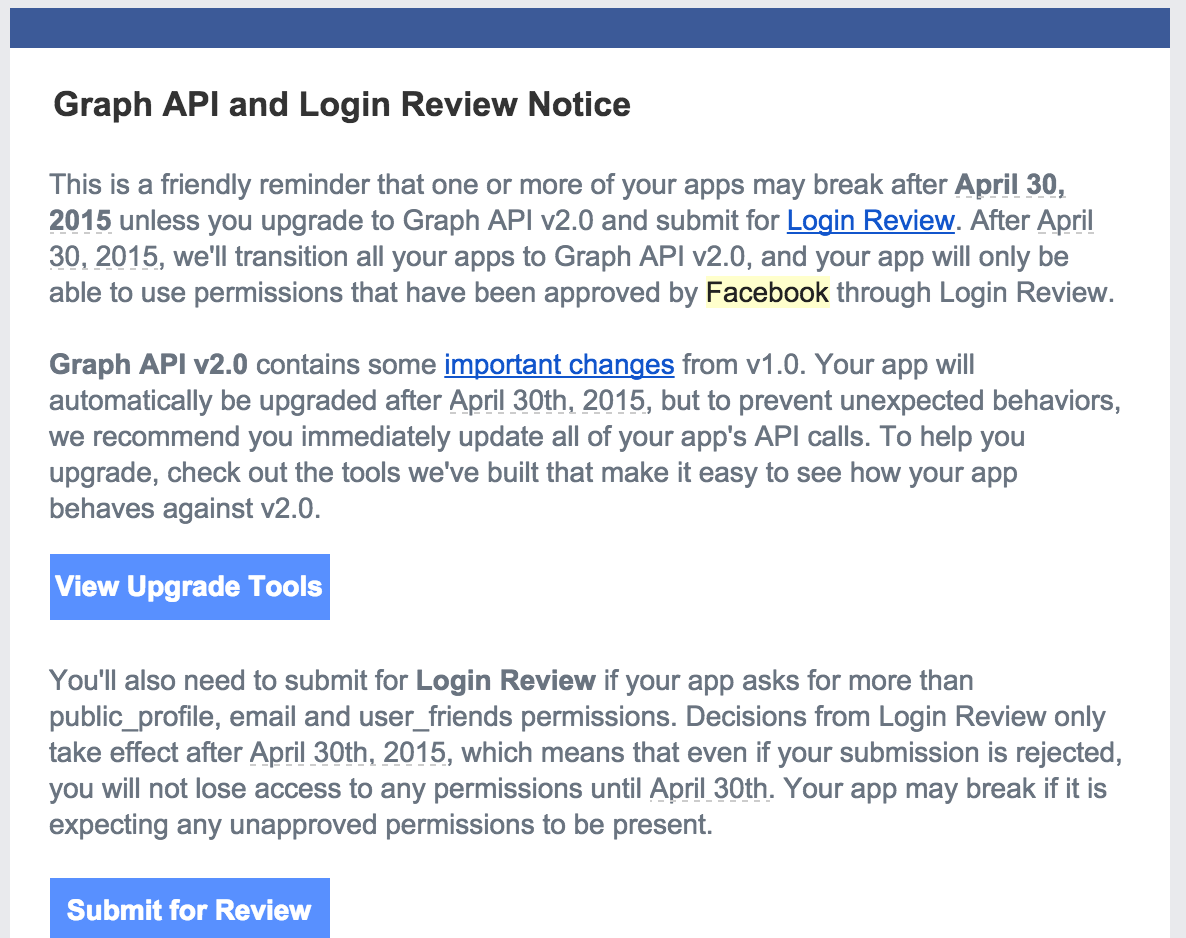 Graph API and Login Review Notice
This is a friendly reminder that one or more of your apps may break after April 30,
2015 unless you upgrade to Graph API v2.0 and submit for Login Review. After April
30, 2015, we'll transition all your apps to Graph API v2.0, and your app will only be
able to use permissions that have been approved by Facebook through Login Review.
Graph API v2.0 contains some important changes from v1.0. Your app will
automatically be upgraded after April 30th, 2015, but to prevent unexpected behaviors,
we recommend you immediately update all of your app's API calls. To help you
upgrade, check out the tools we've built that make it easy to see how your app
behaves against v2.0.
View Upgrade Tools
You'll also need to submit for Login Review if your app asks for more than
public_profile, email and user_friends permissions. Decisions from Login Review only
take effect after April 30th, 2015, which means that even if your submission is rejected,
you will not lose access to any permissions until April 30th. Your app may break if it is
expecting any unapproved permissions to be present.
Submit for Review